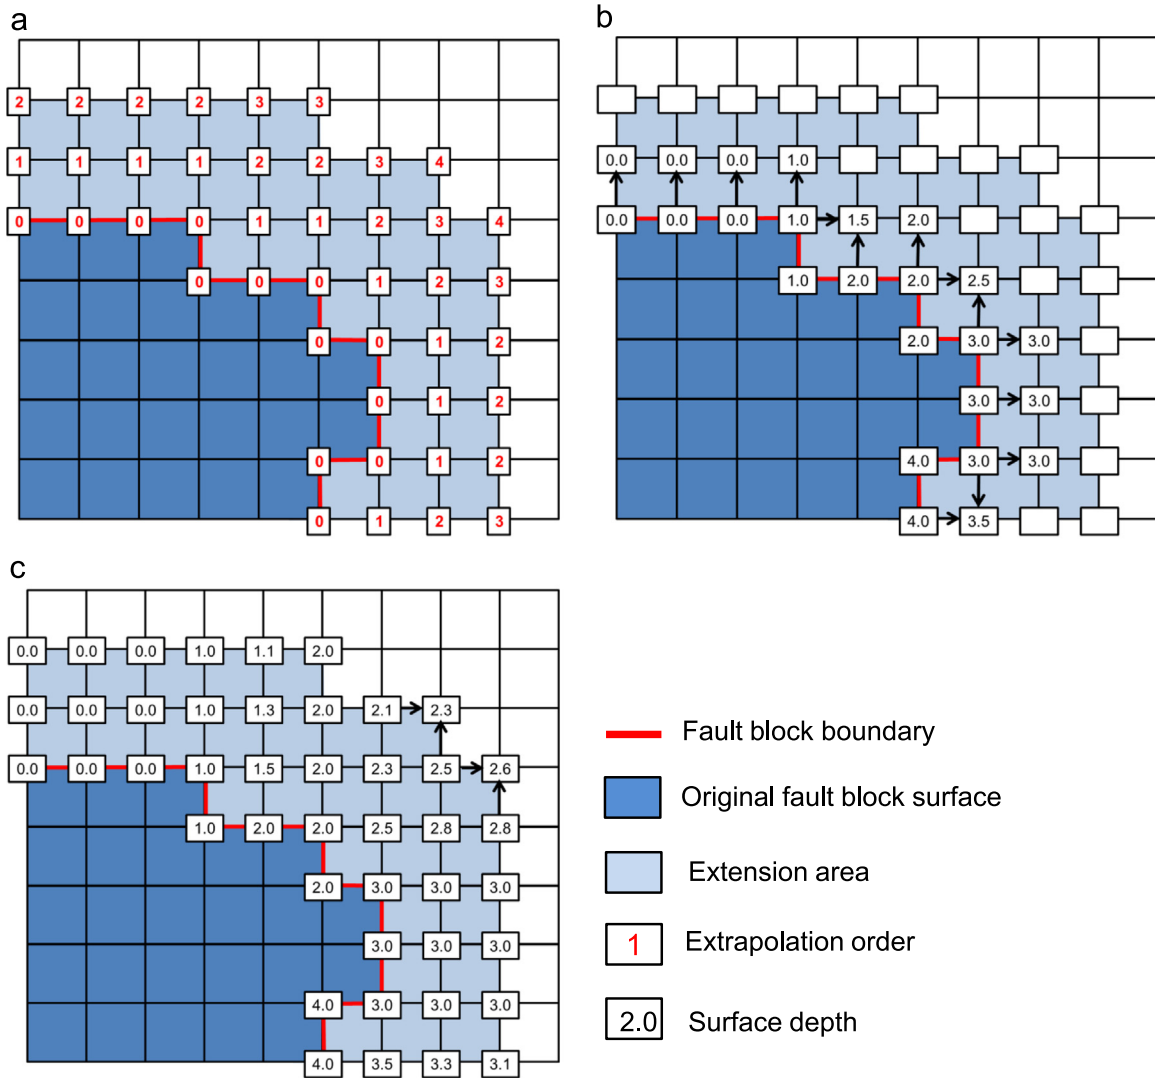 a
2 2 2 2 3 3
1 1 1 1 2 2 3 4
0 0 0 0 1 1 2 3 4
0 0 0 1 2 3
0 0 1 2
0 1 2
0 0 1 2
0 1 2 3
b
0.0 0.0 0.0 1.0
0.0 0.0 0.0 1.0 1.5 2.0
1.0 2.0 2.0 2.5
2.0 3.0 3.0
3.0 3.0
4.0 3.0 3.0
4.0 3.5
c
0.0 0.0 0.0 1.0 1.1 2.0
0.0 0.0 0.0 1.0 1.3 2.0 2.1 2.3
0.0 0.0 0.0 1.0 1.5 2.0 2.3 2.5 2.6
1.0 2.0 2.0 2.5 2.8 2.8
2.0 3.0 3.0 3.0
3.0 3.0 3.0
4.0 3.0 3.0 3.0
4.0 3.5 3.3 3.1
Fault block boundary
Original fault block surface
Extension area
1 Extrapolation order
2.0 Surface depth